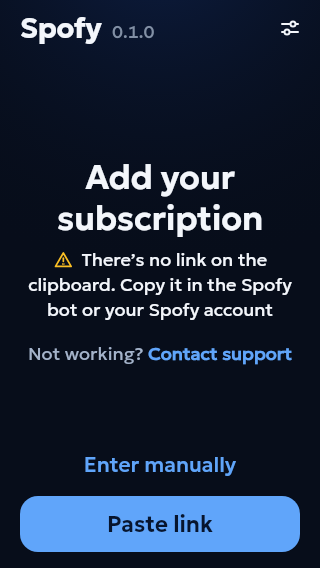 Spofy 0.1.0
Add your
subscription
⚠ There’s no link on the
clipboard. Copy it in the Spofy
bot or your Spofy account
Not working? Contact support
Enter manually
Paste link